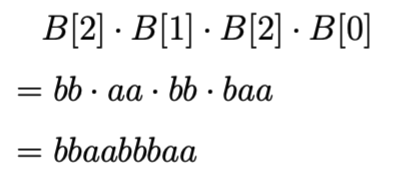 B[2] · B[1] · B[2] · B[0]
= bb · aa · bb · baa
= bbaabbbaa